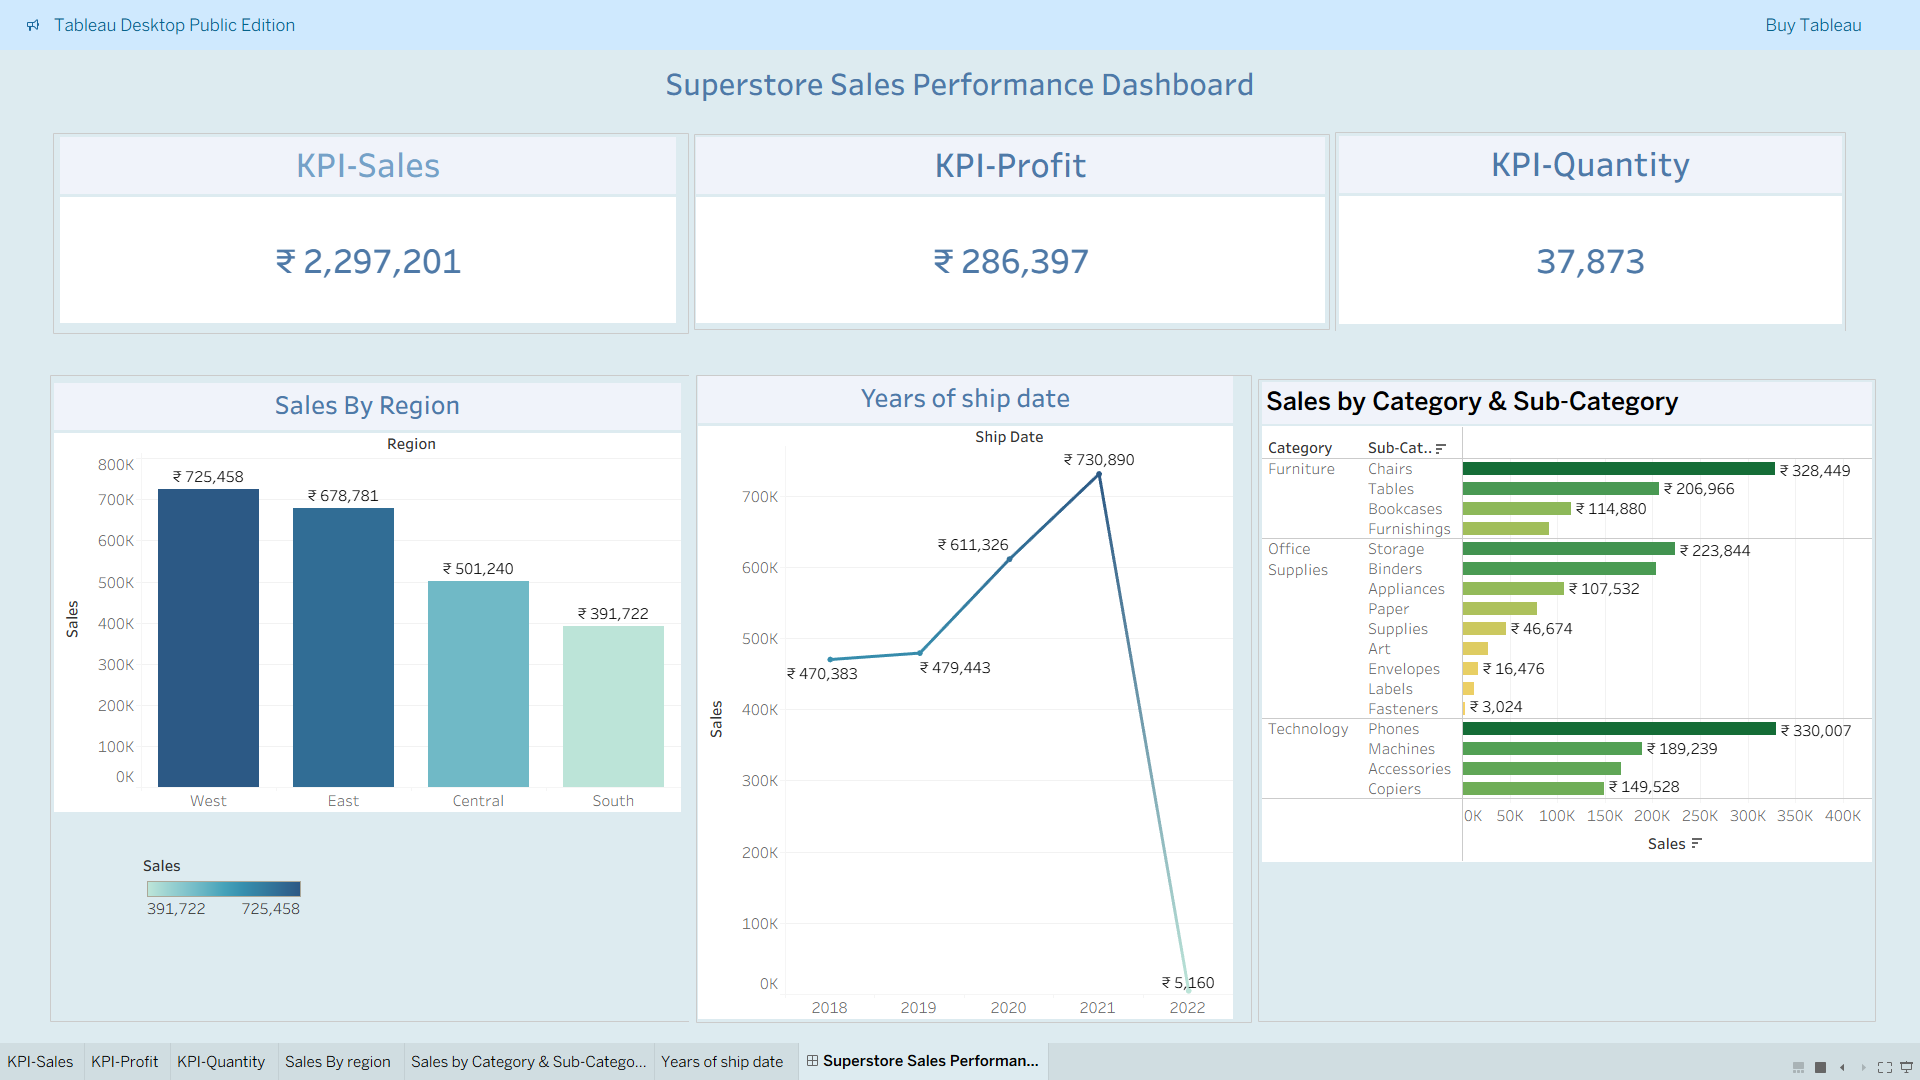 Tableau Desktop Public Edition
Buy Tableau
Superstore Sales Performance Dashboard
KPI-Sales
₹ 2,297,201
KPI-Profit
₹ 286,397
KPI-Quantity
37,873
Sales By Region
Region
Sales
800K
700K
600K
500K
400K
300K
200K
100K
0K
₹ 725,458
₹ 678,781
₹ 501,240
₹ 391,722
West
East
Central
South
Sales
391,722
725,458
Years of ship date
Ship Date
Sales
700K
600K
500K
400K
300K
200K
100K
0K
₹ 470,383
₹ 479,443
₹ 611,326
₹ 730,890
₹ 5,160
2018
2019
2020
2021
2022
Sales by Category & Sub-Category
Category Sub-Cat..
Furniture Chairs ₹ 328,449
Tables ₹ 206,966
Bookcases ₹ 114,880
Furnishings
Office Storage ₹ 223,844
Supplies Binders
Appliances ₹ 107,532
Paper
Supplies ₹ 46,674
Art
Envelopes ₹ 16,476
Labels
Fasteners ₹ 3,024
Technology Phones ₹ 330,007
Machines ₹ 189,239
Accessories
Copiers ₹ 149,528
0K 50K 100K 150K 200K 250K 300K 350K 400K
Sales
KPI-Sales
KPI-Profit
KPI-Quantity
Sales By region
Sales by Category & Sub-Catego...
Years of ship date
Superstore Sales Performan...